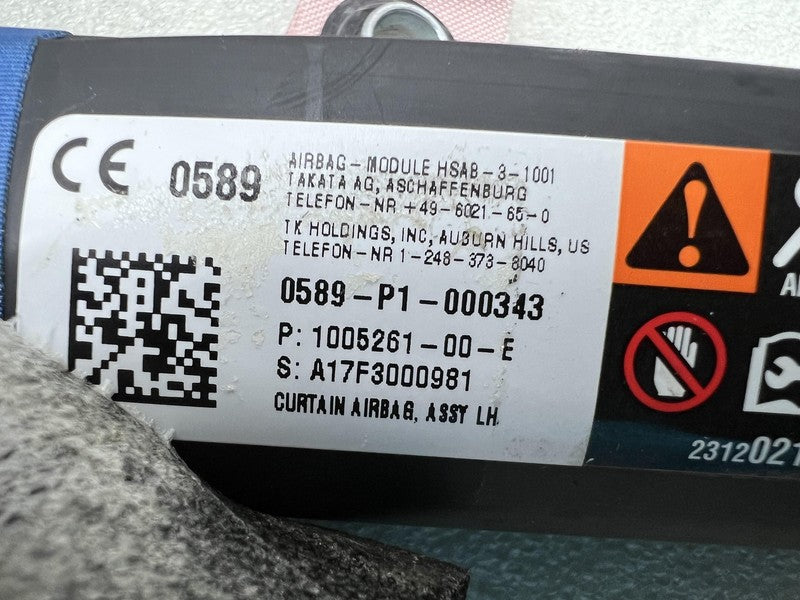 CE 0589
AIRBAG-MODULE HSAB-3-1001
TAKATA AG, ASCHAFFENBURG
TELEFON-NR +49-6021-65-0
TK HOLDINGS, INC, AUBURN HILLS, US
TELEFON-NR 1-248-373-8040
0589-P1-000343
P: 1005261-00-E
S: A17F3000981
CURTAIN AIRBAG, ASSY LH